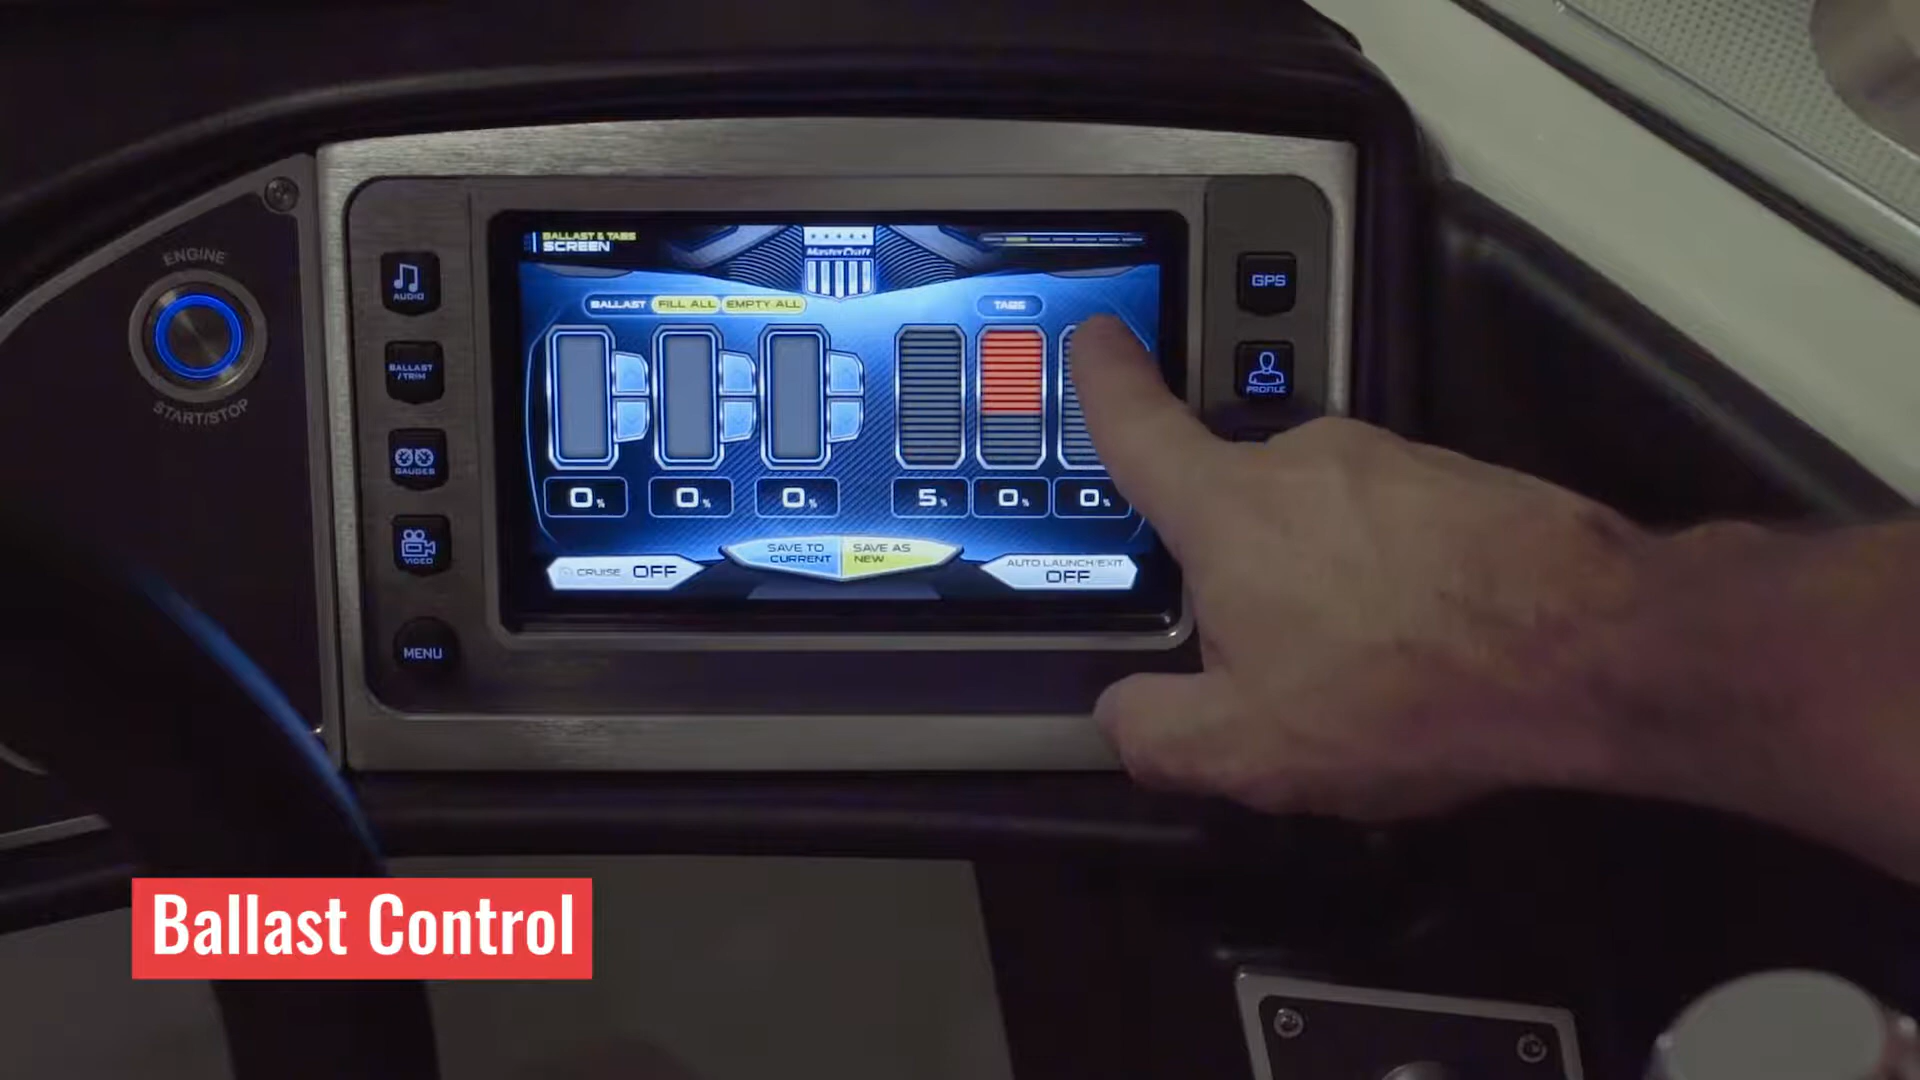 ENGINE
START/STOP
AUDIO
BALLAST
/TRIM
GAUGES
VIDEO
MENU
BALLAST & TABS
SCREEN
MasterCraft
BALLAST FILL ALL EMPTY ALL
TABS
0% 0% 0% 5% 0% 0%
SAVE TO
CURRENT
SAVE AS
NEW
CRUISE OFF
AUTO LAUNCH/EXIT
OFF
GPS
PROFILE
Ballast Control